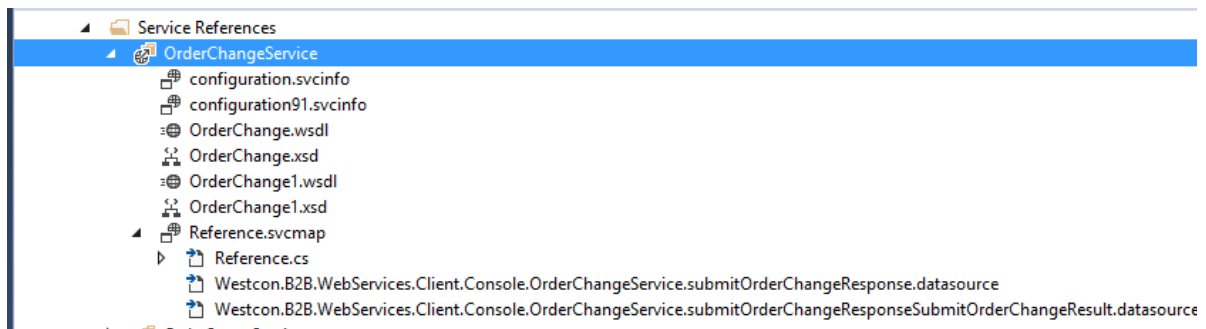 Service References
OrderChangeService
configuration.svcinfo
configuration91.svcinfo
OrderChange.wsdl
OrderChange.xsd
OrderChange1.wsdl
OrderChange1.xsd
Reference.svcmap
Reference.cs
Westcon.B2B.WebServices.Client.Console.OrderChangeService.submitOrderChangeResponse.datasource
Westcon.B2B.WebServices.Client.Console.OrderChangeService.submitOrderChangeResponseSubmitOrderChangeResult.datasource